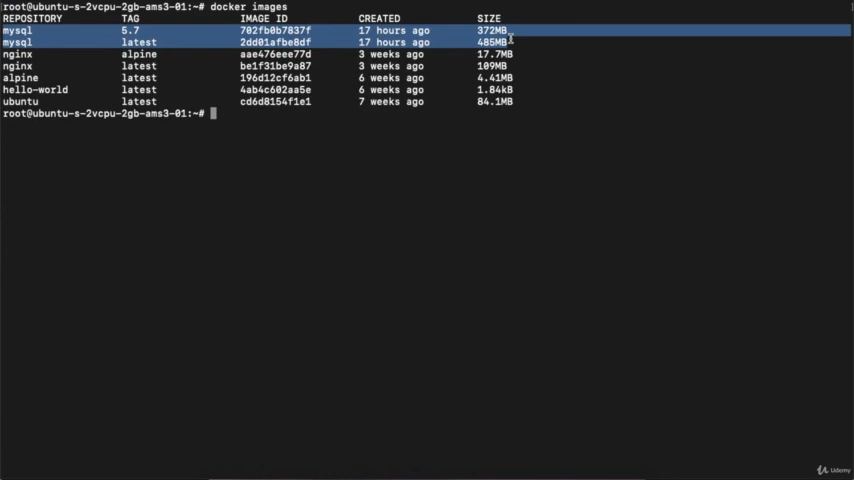 root@ubuntu-s-2vcpu-2gb-ams3-01:~# docker images
REPOSITORY TAG IMAGE ID CREATED SIZE
mysql 5.7 702fb0b7837f 17 hours ago 372MB
mysql latest 2dd01afbe8df 17 hours ago 485MB
nginx alpine aae476eee77d 3 weeks ago 17.7MB
nginx latest be1f31be9a87 3 weeks ago 109MB
alpine latest 196d12cf6ab1 6 weeks ago 4.41MB
hello-world latest 4ab4c602aa5e 6 weeks ago 1.84kB
ubuntu latest cd6d8154f1e1 7 weeks ago 84.1MB
root@ubuntu-s-2vcpu-2gb-ams3-01:~#
Udemy